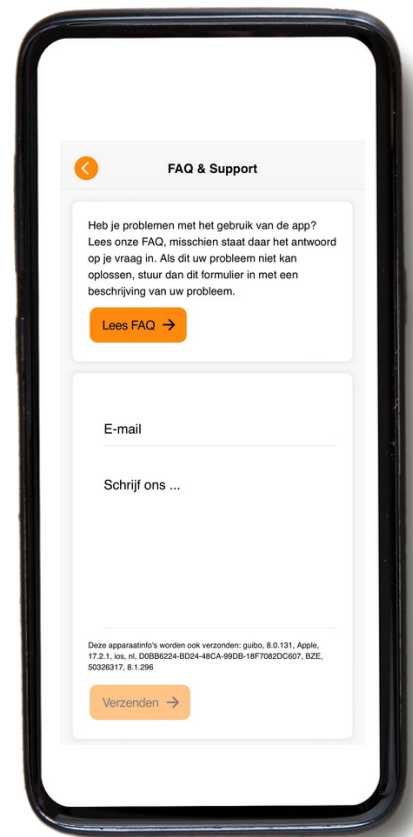 FAQ & Support
Heb je problemen met het gebruik van de app?
Lees onze FAQ, misschien staat daar het antwoord
op je vraag in. Als dit uw probleem niet kan
oplossen, stuur dan dit formulier in met een
beschrijving van uw probleem.
Lees FAQ →
E-mail
Schrijf ons ...
Deze apparaatinfo's worden ook verzonden: guibo, 8.0.131, Apple,
17.2.1, ios, nl, D0BB6224-BD24-48CA-99DB-18F7082DC607, BZE,
50326317, 8.1.296
Verzenden →